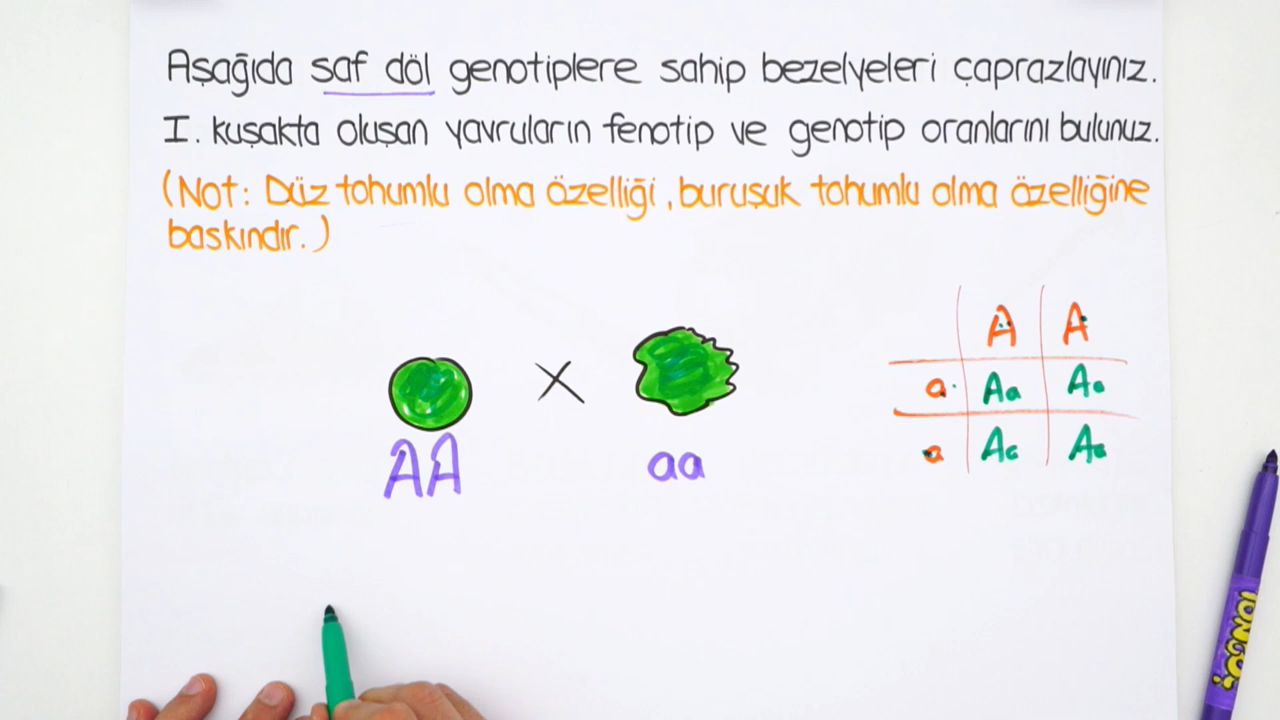 Aşağıda saf döl genotiplere sahip bezelyeleri çaprazlayınız.
I. kuşakta oluşan yavruların fenotip ve genotip oranlarını bulunuz.
(Not: Düz tohumlu olma özelliği, buruşuk tohumlu olma özelliğine
baskındır.)
X
AA aa
A A
a Aa Aa
a Aa Aa